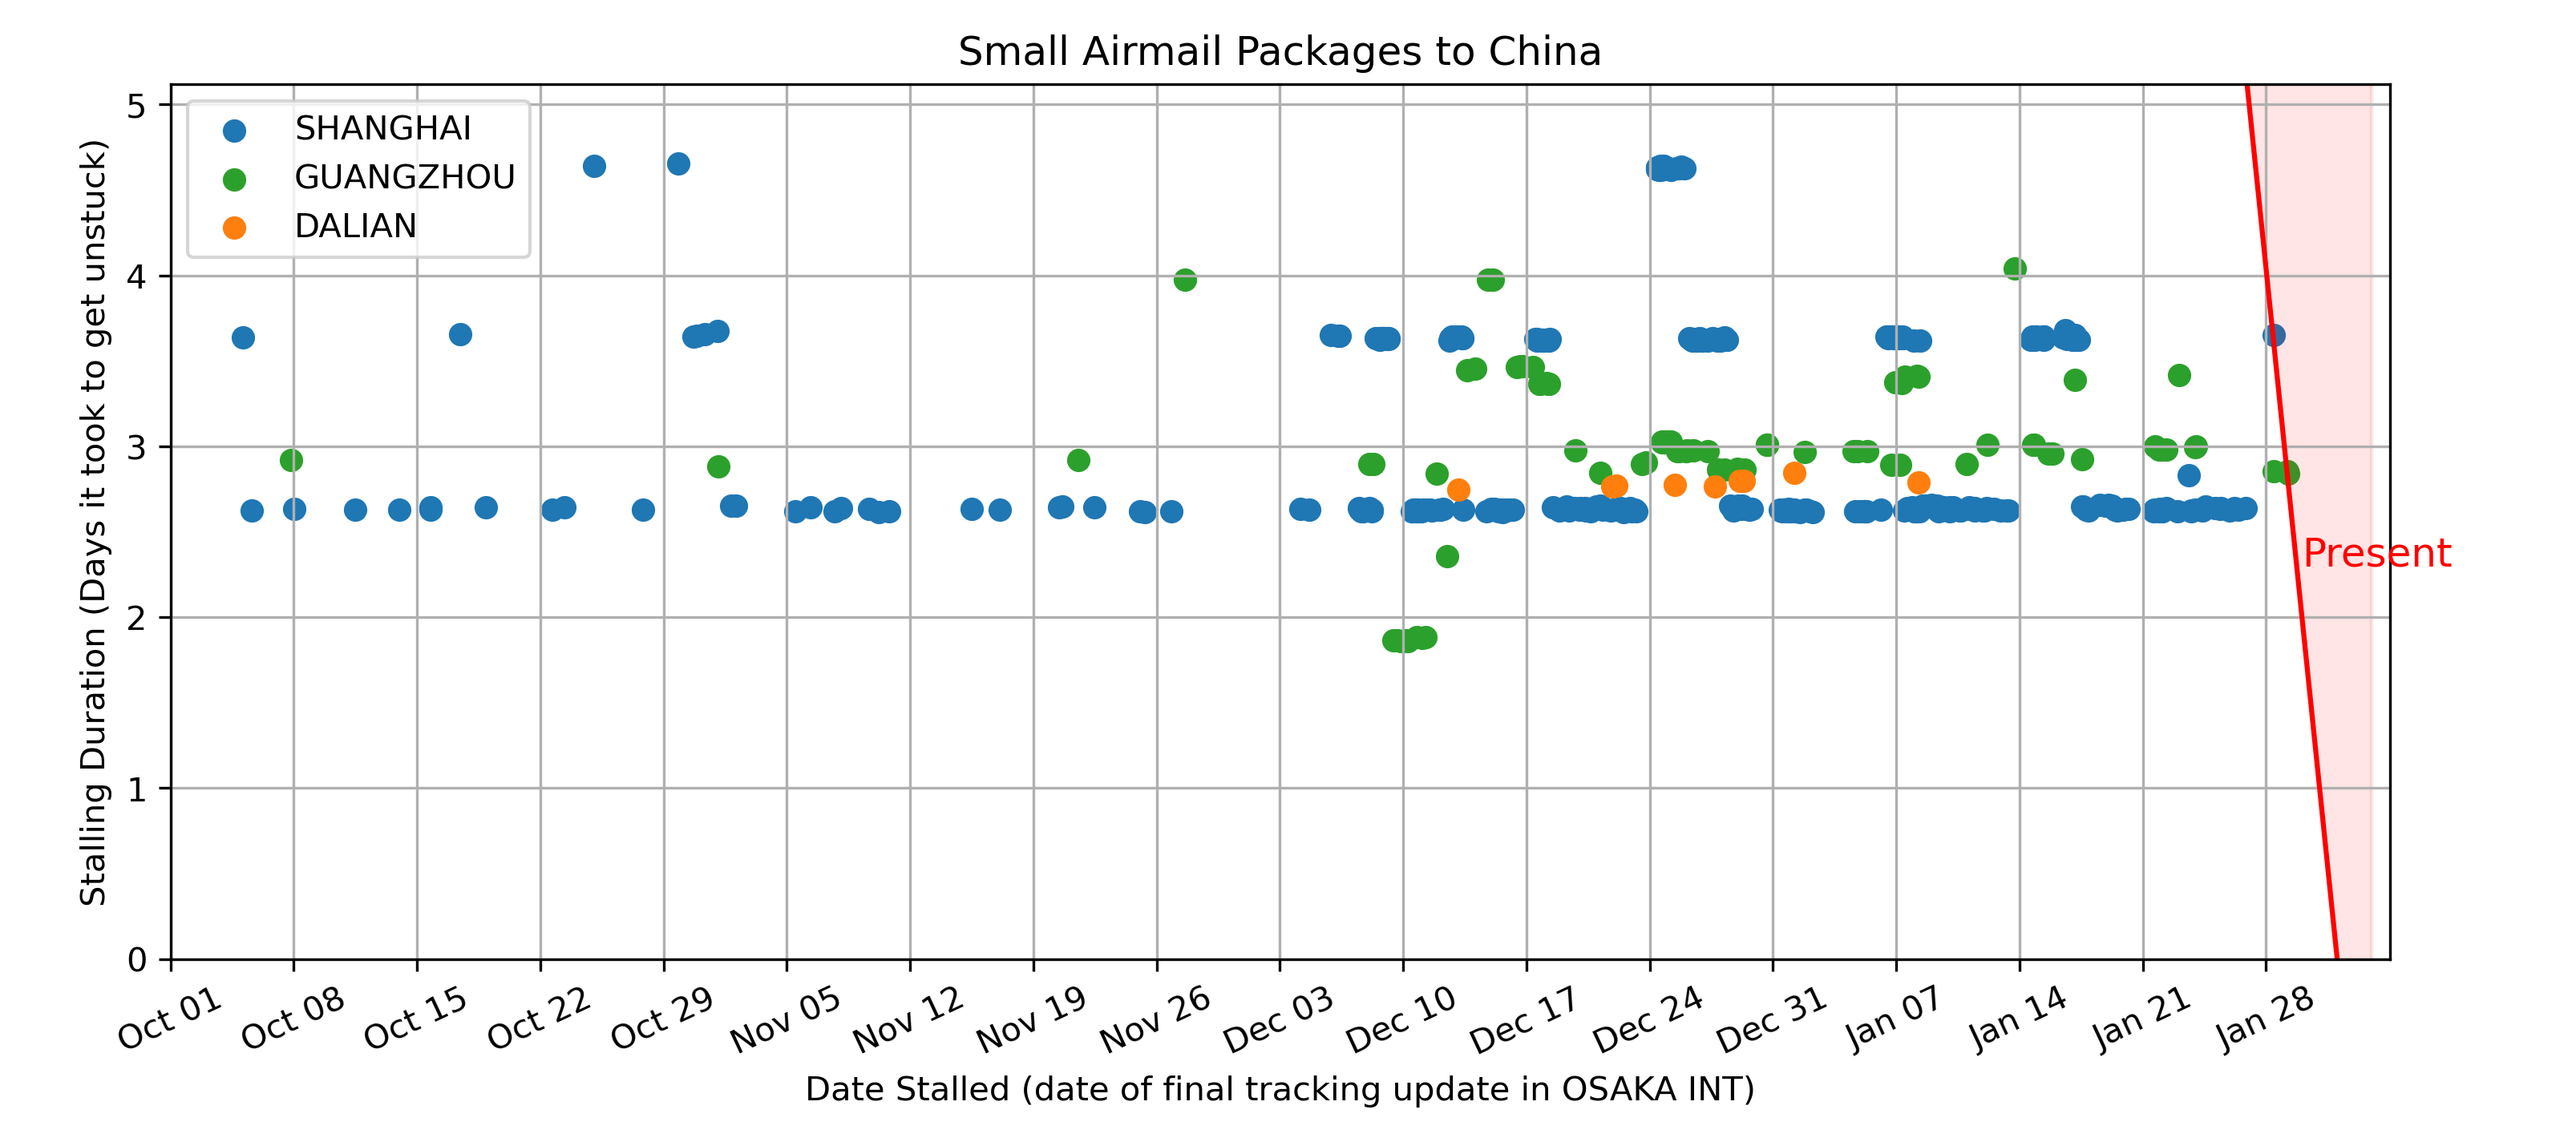 Small Airmail Packages to China
SHANGHAI
GUANGZHOU
DALIAN
5
4
3
2
1
0
Stalling Duration (Days it took to get unstuck)
Present
Oct 01
Oct 08
Oct 15
Oct 22
Oct 29
Nov 05
Nov 12
Nov 19
Nov 26
Dec 03
Dec 10
Dec 17
Dec 24
Dec 31
Jan 07
Jan 14
Jan 21
Jan 28
Date Stalled (date of final tracking update in OSAKA INT)